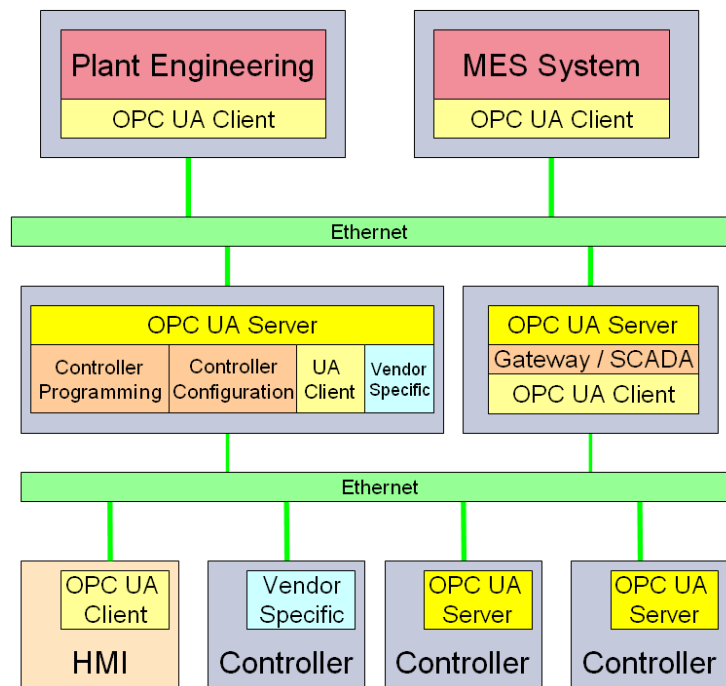 Plant Engineering
OPC UA Client
MES System
OPC UA Client
Ethernet
OPC UA Server
Controller
Programming
Controller
Configuration
UA
Client
Vendor
Specific
OPC UA Server
Gateway / SCADA
OPC UA Client
Ethernet
OPC UA
Client
HMI
Vendor
Specific
Controller
OPC UA
Server
Controller
OPC UA
Server
Controller